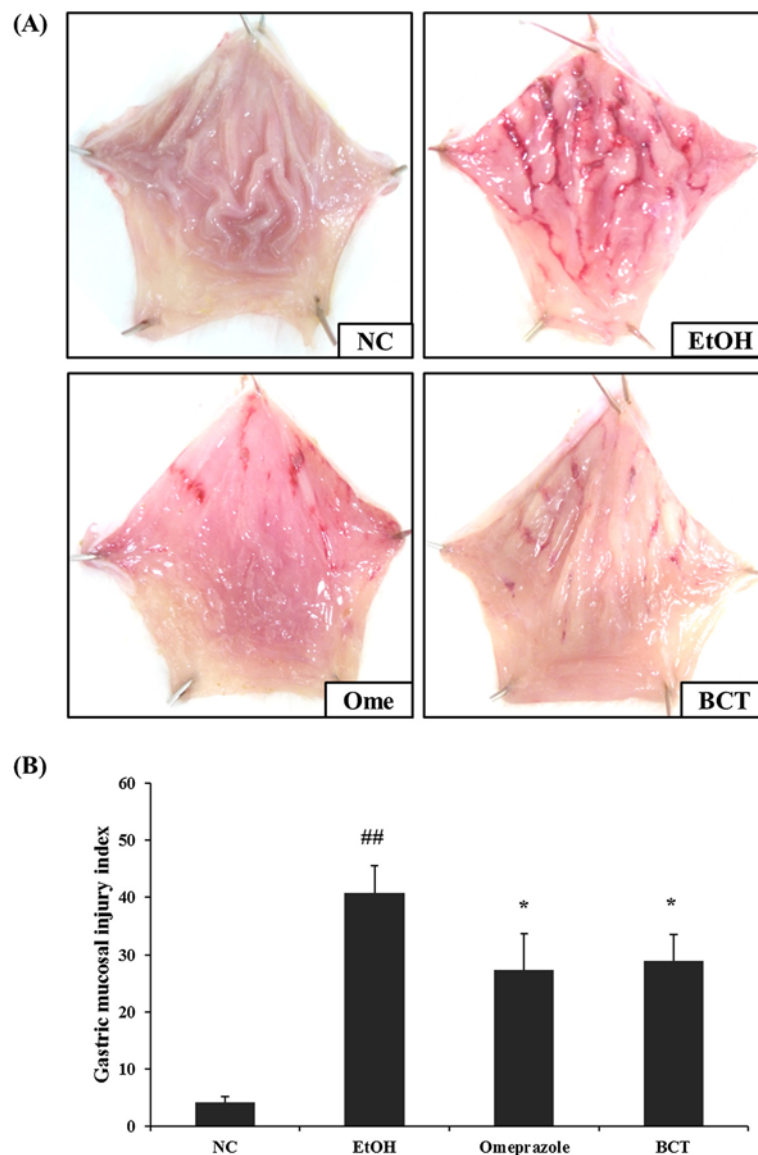 (A)
NC
EtOH
Ome
BCT
(B)
Gastric mucosal injury index
60
50
40
30
20
10
0
##
*
*
NC
EtOH
Omeprazole
BCT